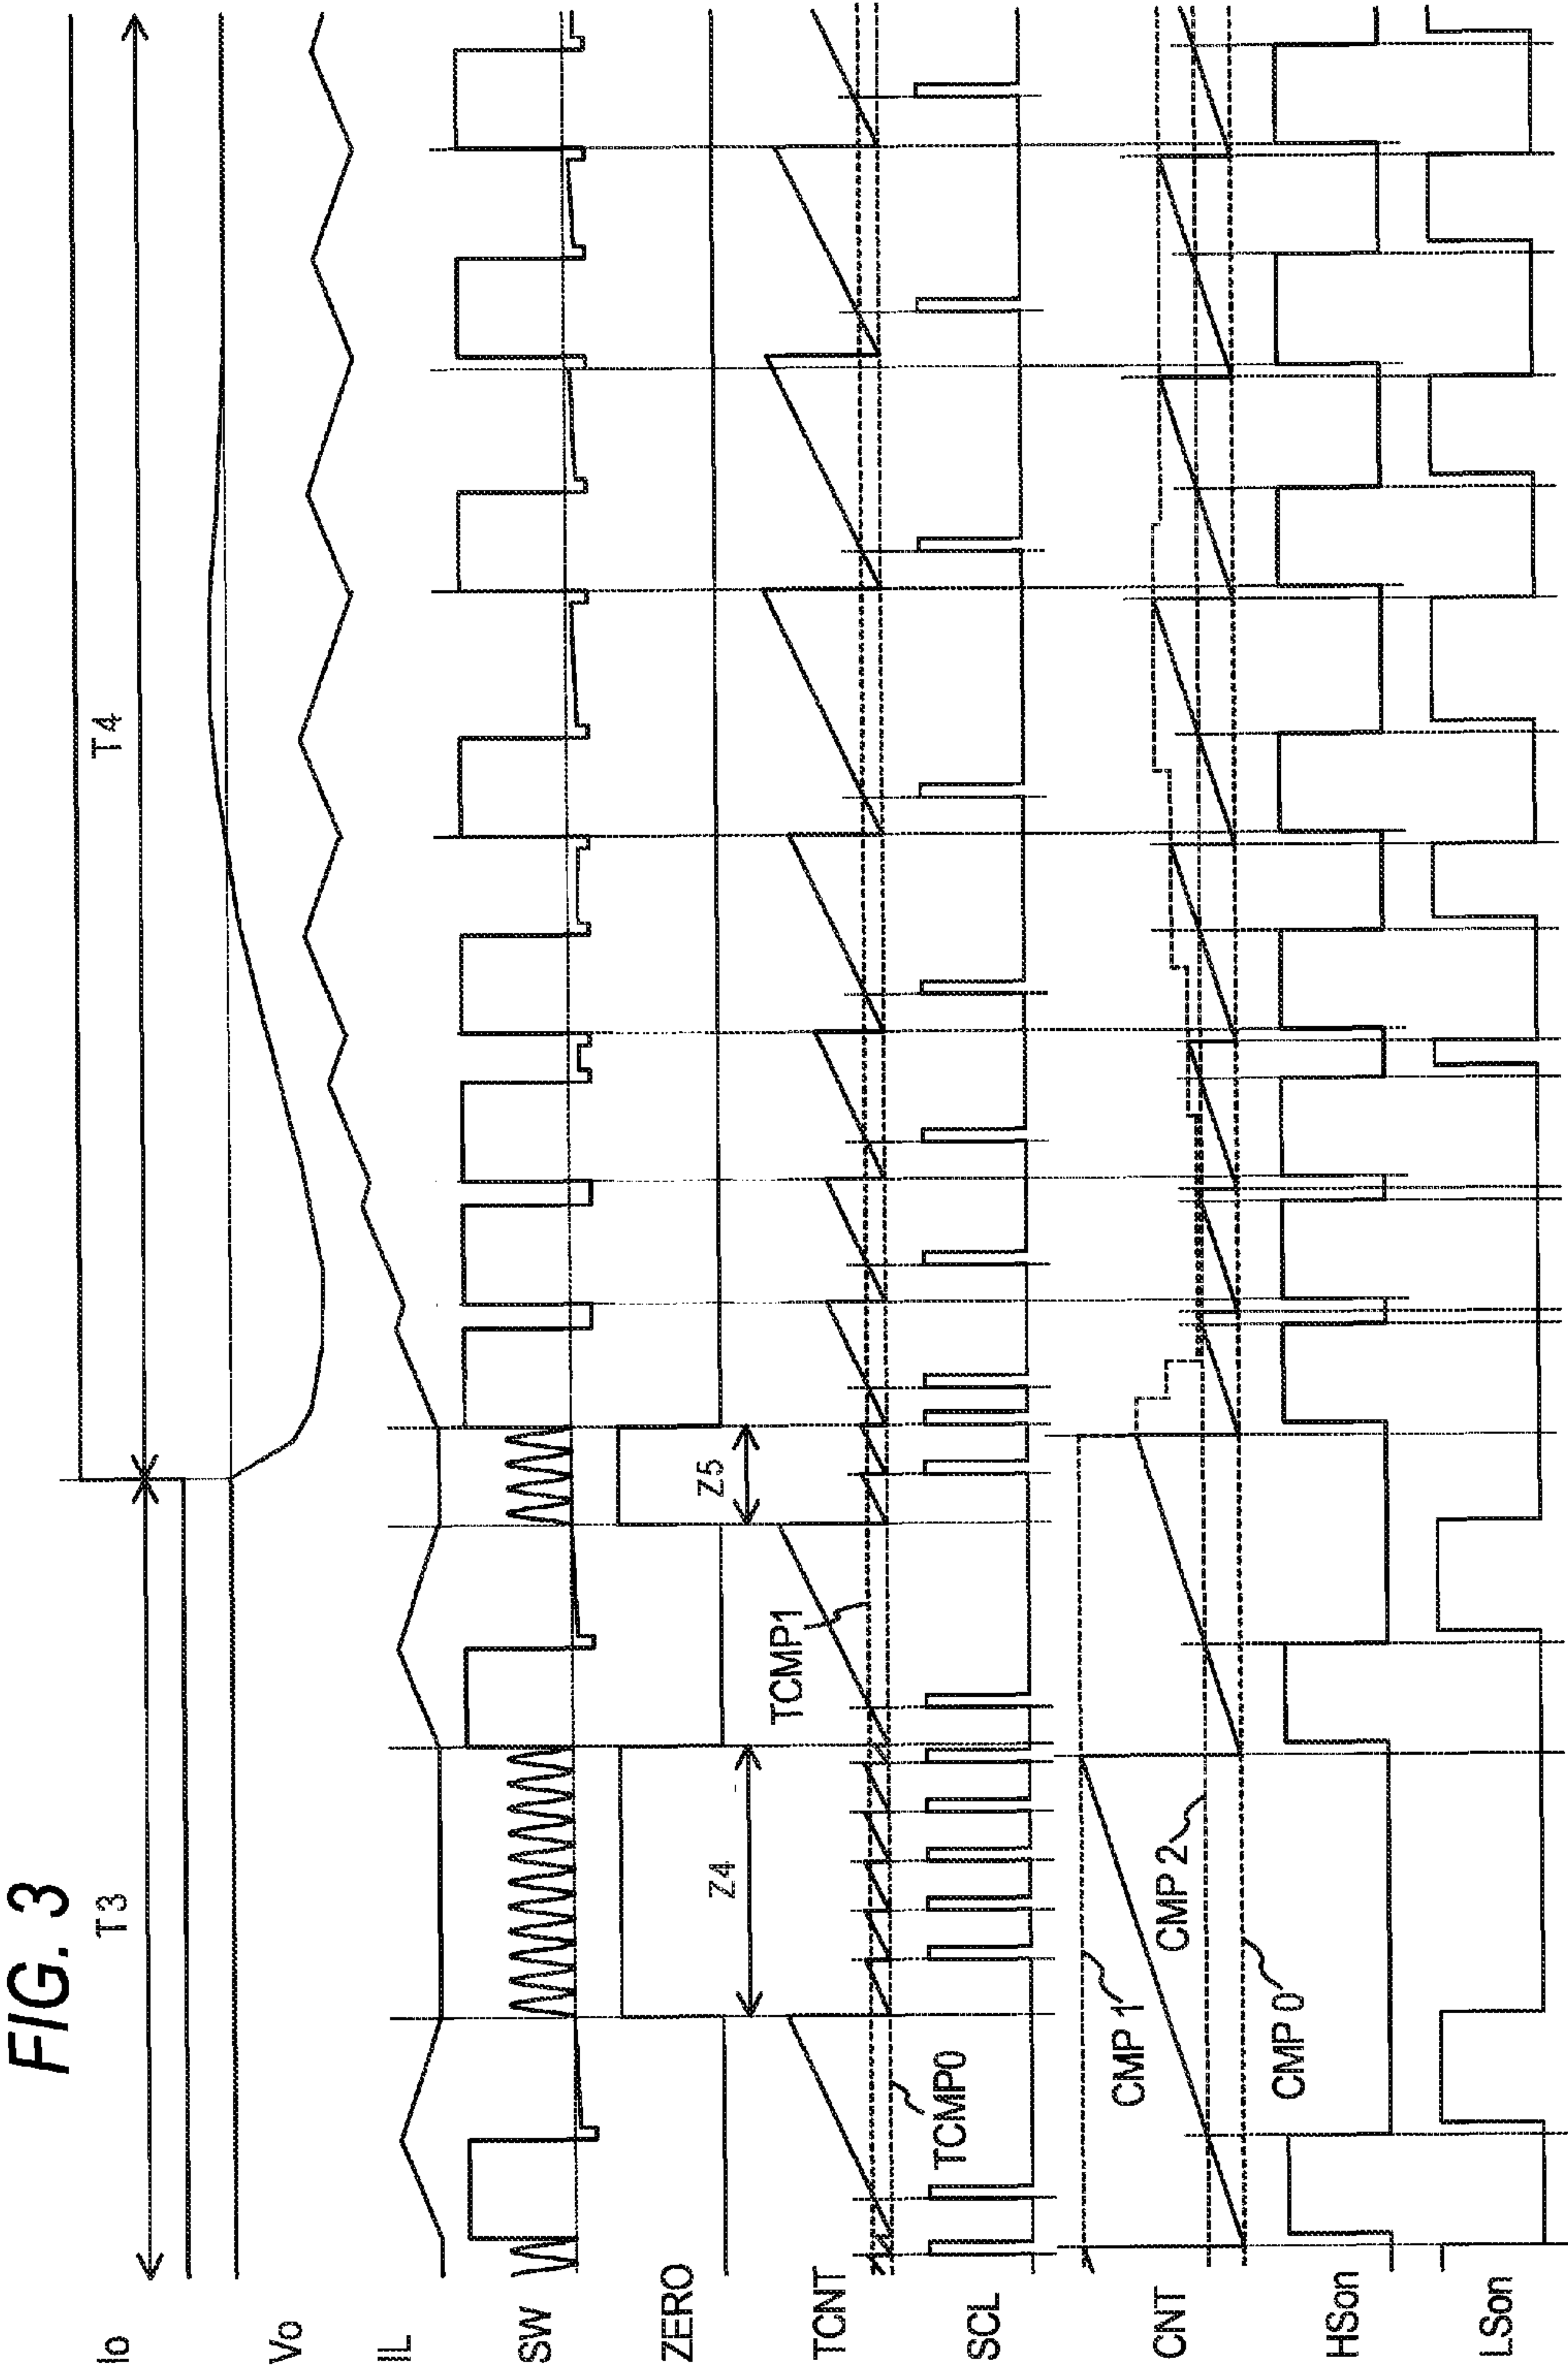 FIG. 3
T3
T4
Io
Vo
IL
SW
ZERO
Z4
Z5
TCNT
TCMP1
TCMP0
SCL
CNT
CMP 1
CMP 2
CMP 0
HSon
LSon